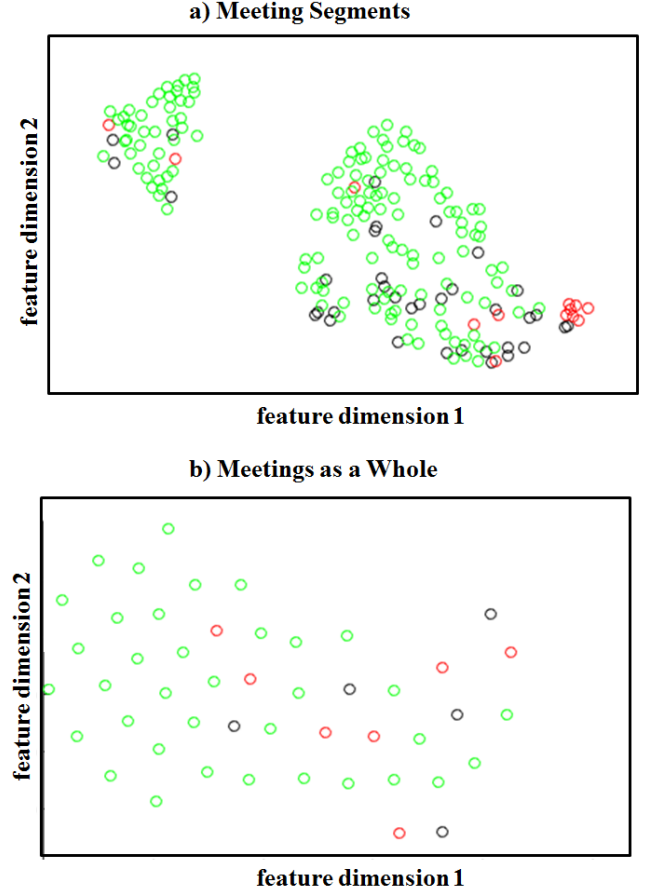 a) Meeting Segments
feature dimension 2
feature dimension 1
b) Meetings as a Whole
feature dimension 2
feature dimension 1